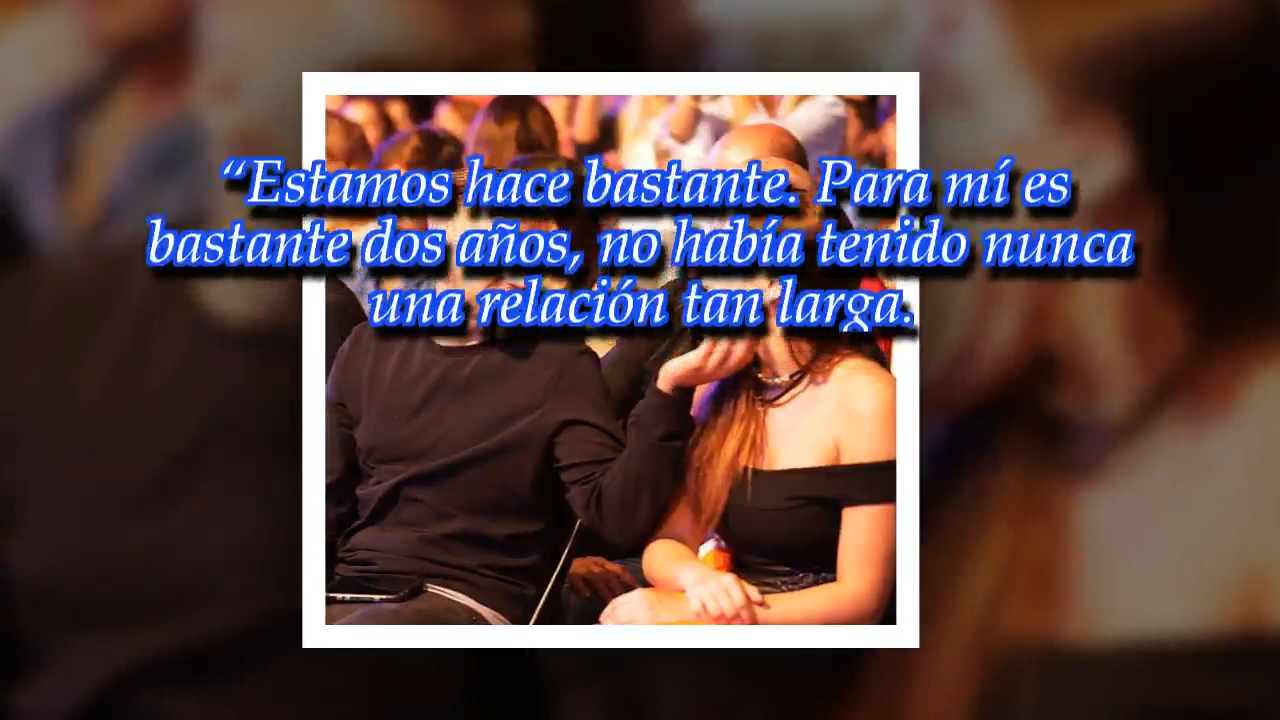 “Estamos hace bastante. Para mí es
bastante dos años, no había tenido nunca
una relación tan larga.